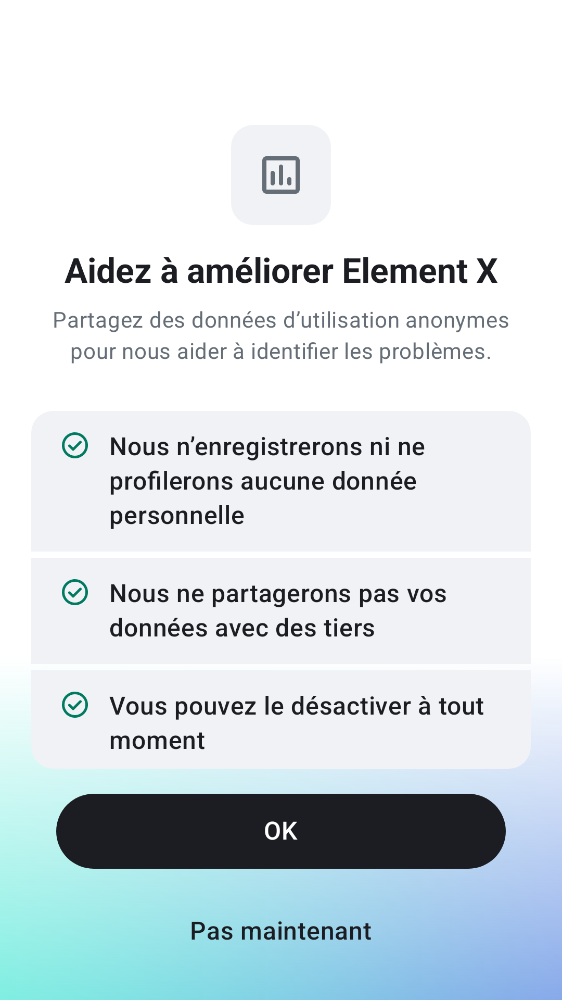 Aidez à améliorer Element X
Partagez des données d’utilisation anonymes
pour nous aider à identifier les problèmes.
Nous n’enregistrerons ni ne
profilerons aucune donnée
personnelle
Nous ne partagerons pas vos
données avec des tiers
Vous pouvez le désactiver à tout
moment
OK
Pas maintenant